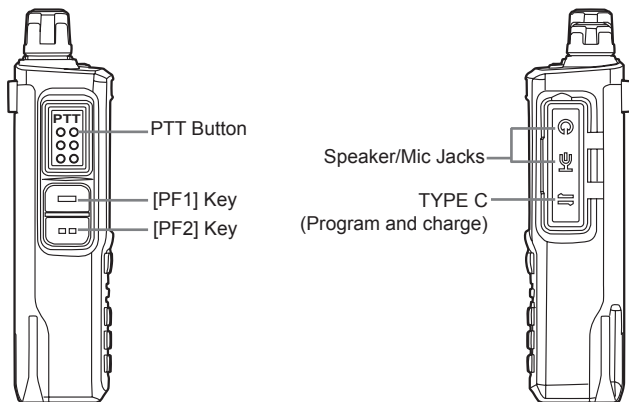 PTT
PTT Button
[PF1] Key
[PF2] Key
Speaker/Mic Jacks
TYPE C
(Program and charge)